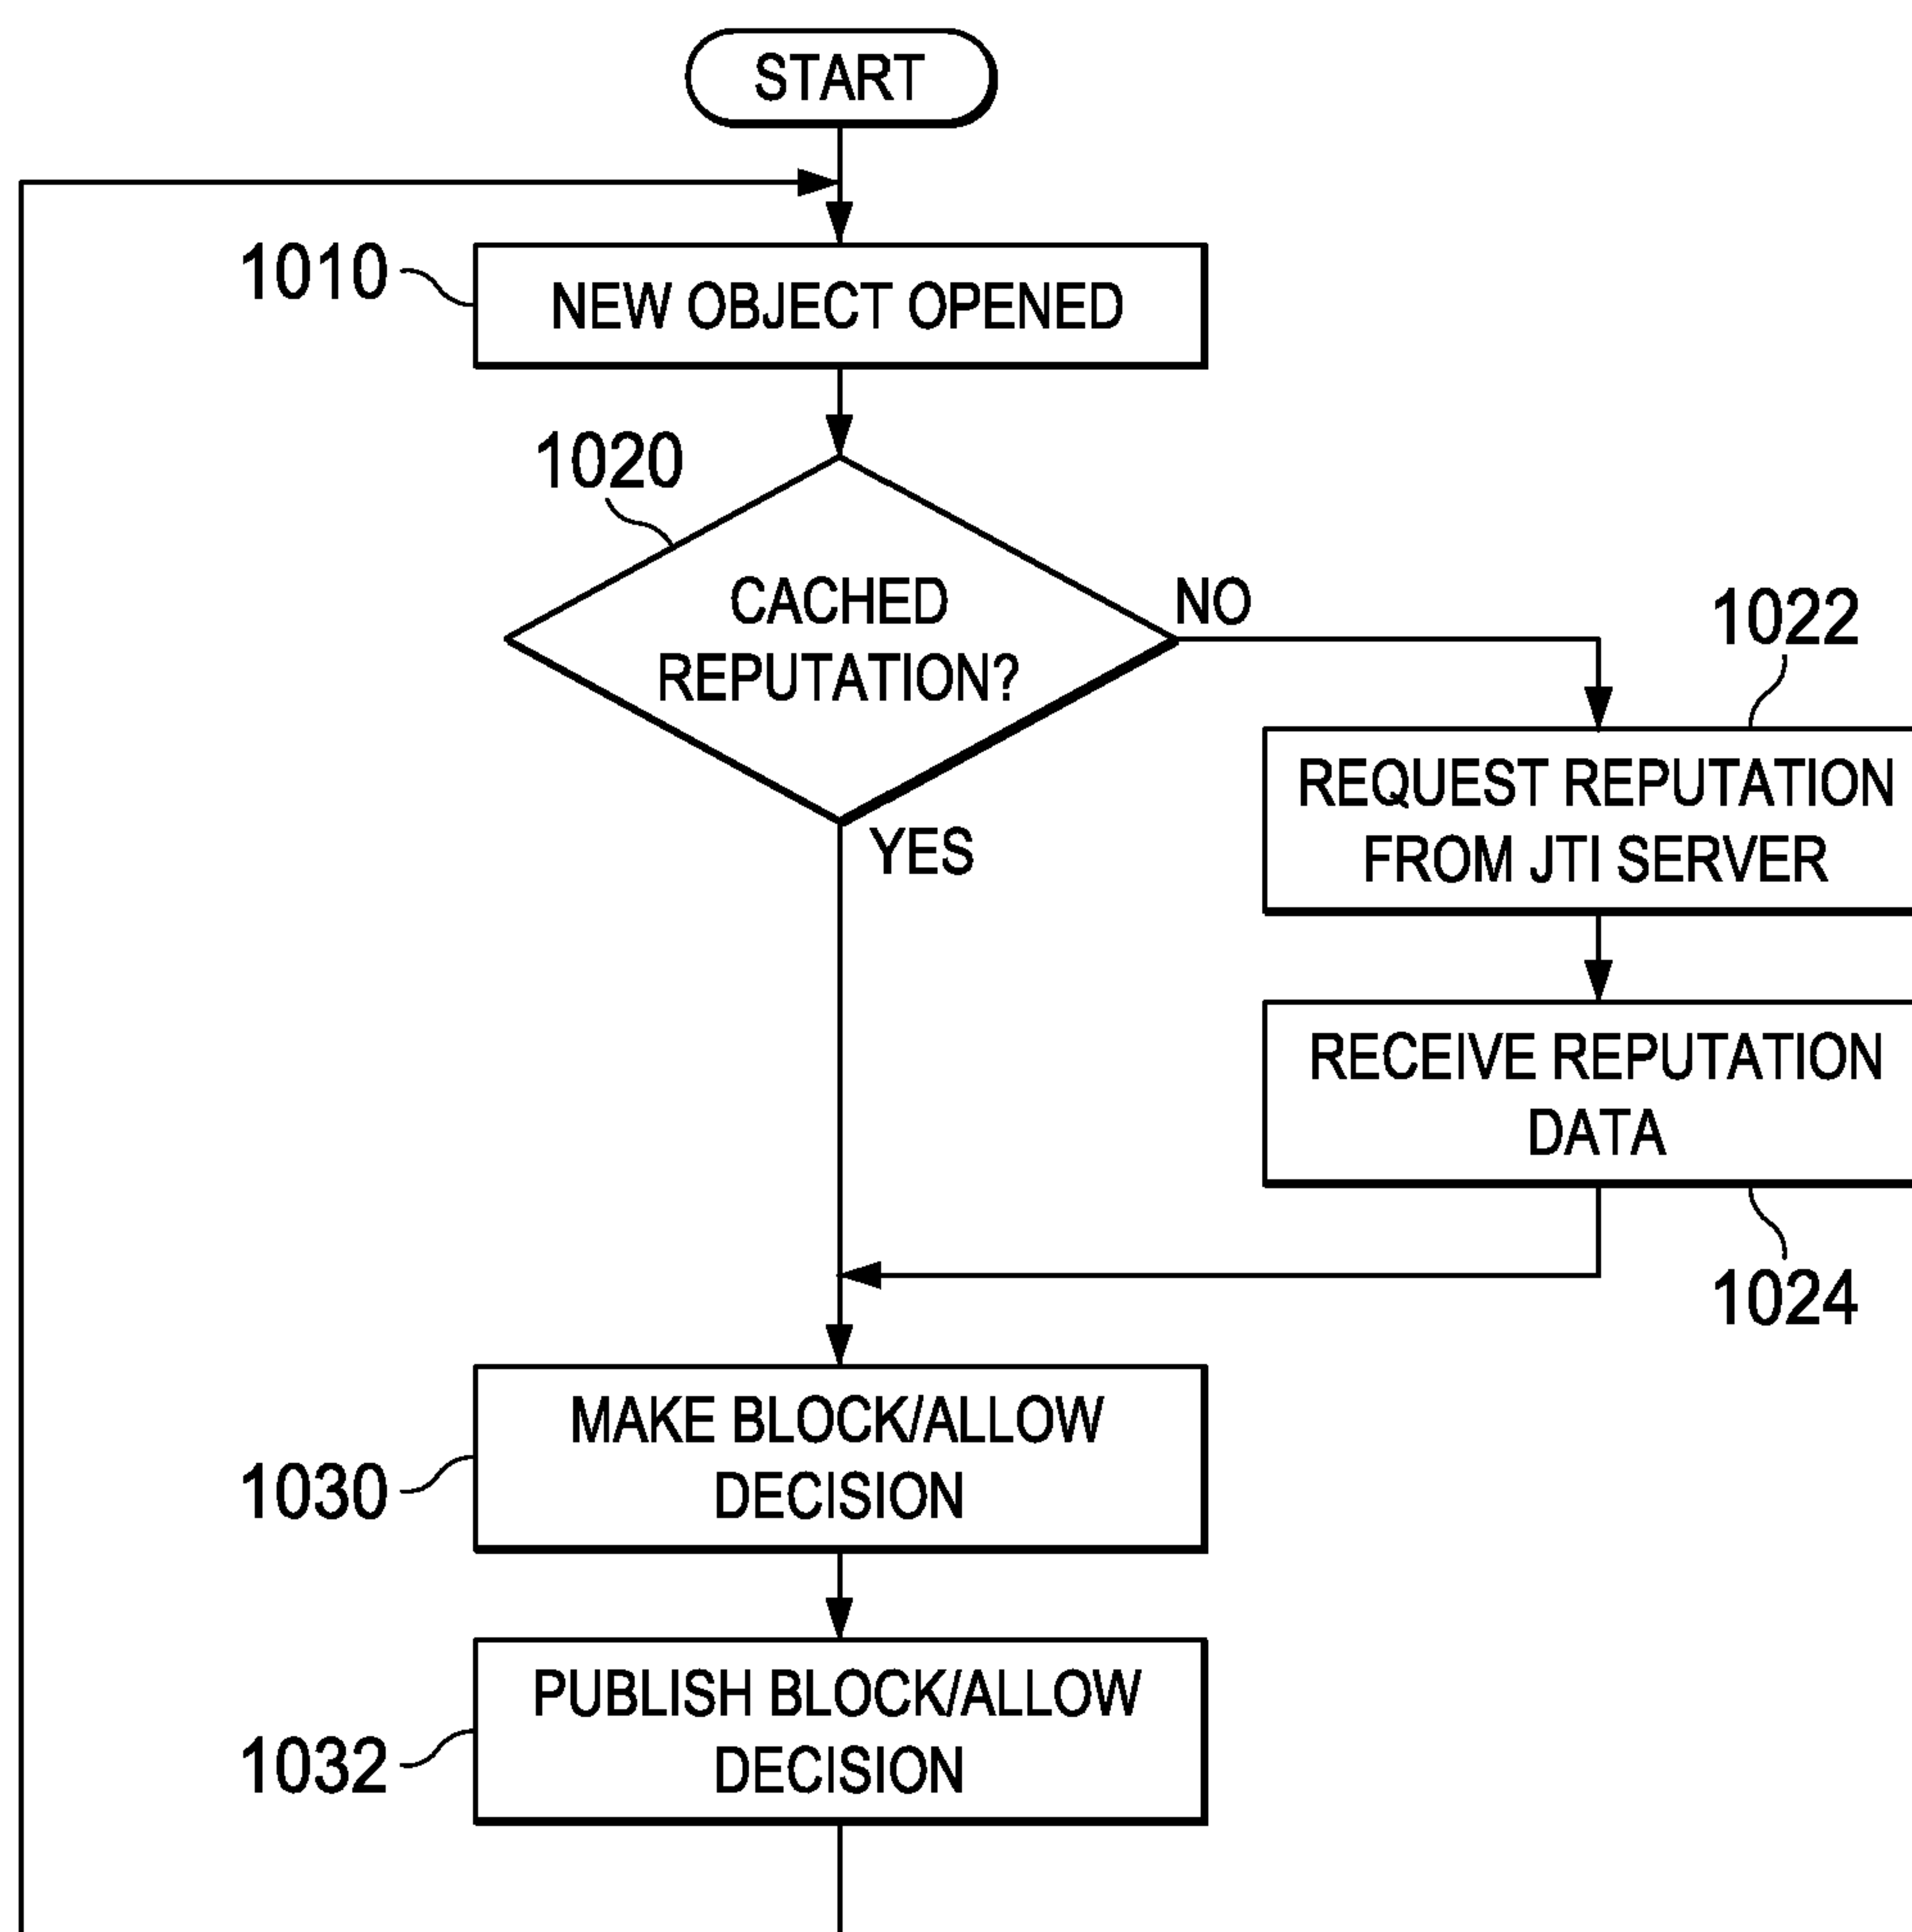 START
1010
NEW OBJECT OPENED
1020
CACHED
REPUTATION?
NO
YES
1022
REQUEST REPUTATION
FROM JTI SERVER
RECEIVE REPUTATION
DATA
1024
1030
MAKE BLOCK/ALLOW
DECISION
1032
PUBLISH BLOCK/ALLOW
DECISION